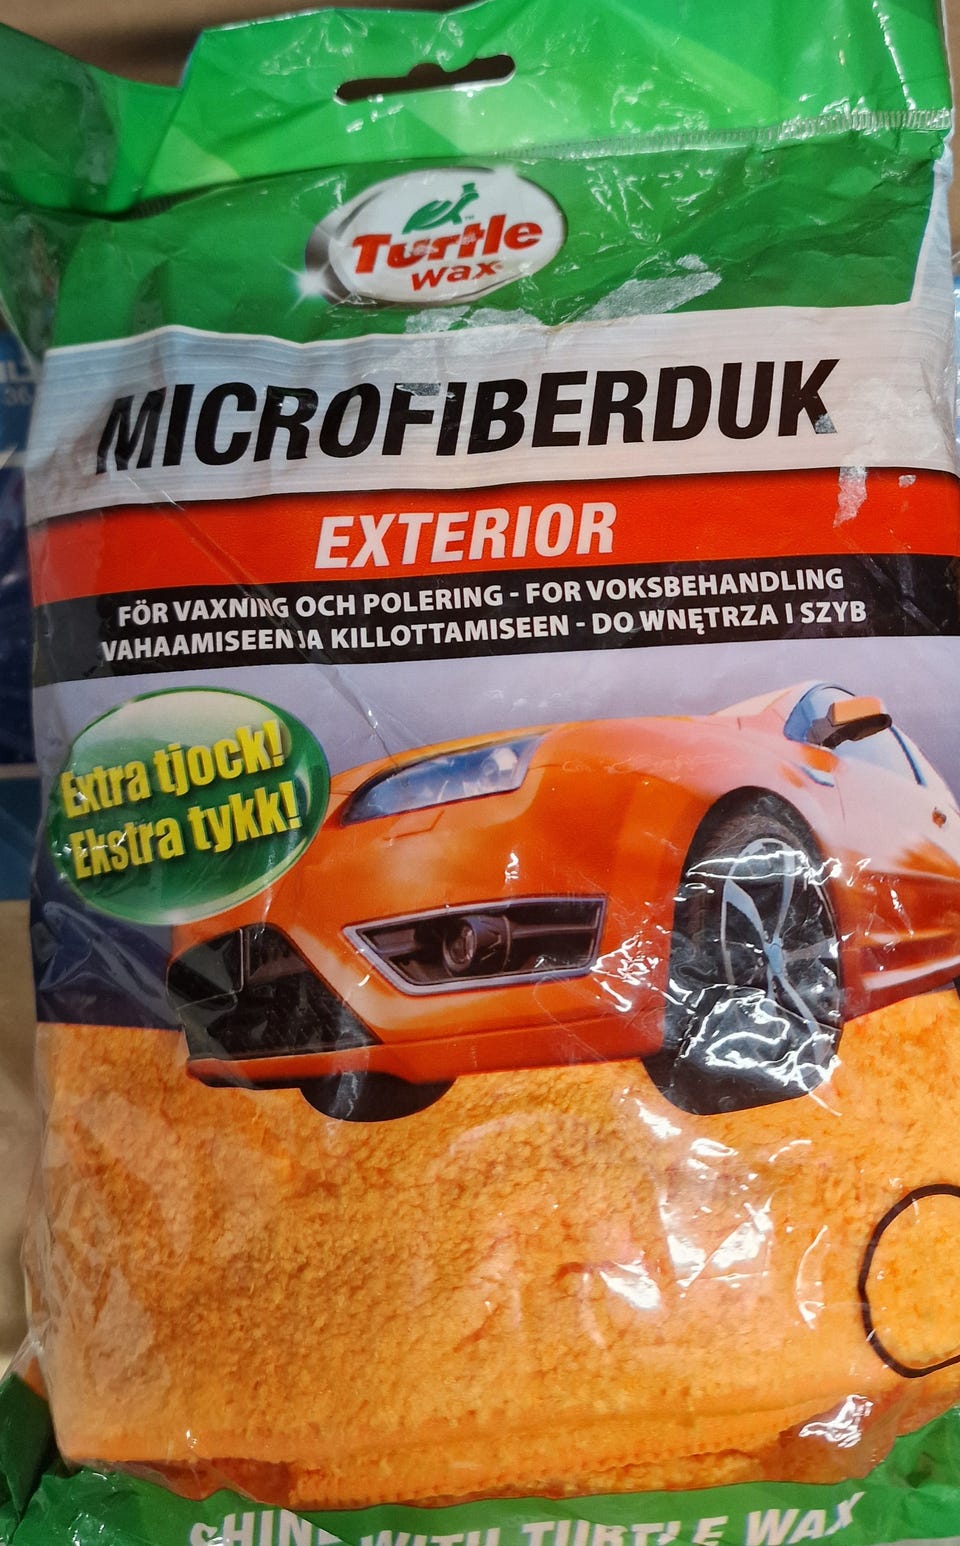 Turtle
wax
MICROFIBERDUK
EXTERIOR
FÖR VAXNING OCH POLERING - FOR VOKSBEHANDLING
VAHAAMISEEN JA KILLOTTAMISEEN - DO WNĘTRZA I SZYB
Extra tjock!
Ekstra tykk!
SHINE WITH TURTLE WAX